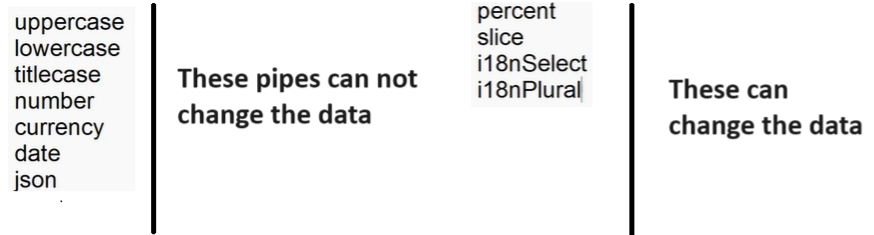 uppercase
lowercase
titlecase
number
currency
date
json
These pipes can not
change the data
percent
slice
i18nSelect
i18nPlural
These can
change the data